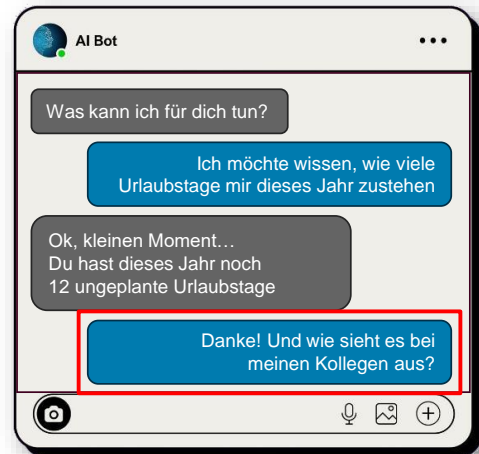 AI Bot
Was kann ich für dich tun?
Ich möchte wissen, wie viele
Urlaubstage mir dieses Jahr zustehen
Ok, kleinen Moment…
Du hast dieses Jahr noch
12 ungeplante Urlaubstage
Danke! Und wie sieht es bei
meinen Kollegen aus?